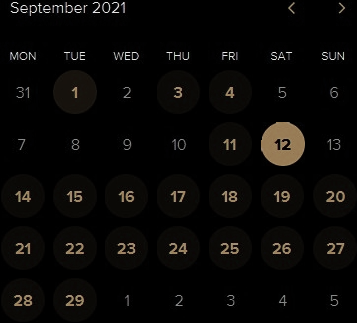 September 2021
MON TUE WED THU FRI SAT SUN
31 1 2 3 4 5 6
7 8 9 10 11 12 13
14 15 16 17 18 19 20
21 22 23 24 25 26 27
28 29 1 2 3 4 5